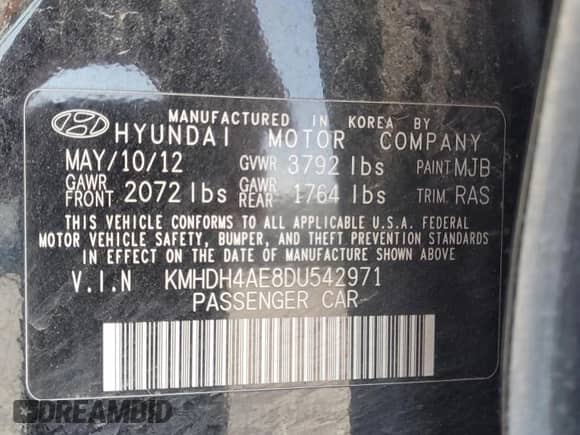 MANUFACTURED IN KOREA BY
HYUNDAI MOTOR COMPANY
MAY/10/12 GVWR 3792 lbs PAINT MJB
GAWR FRONT 2072 lbs GAWR REAR 1764 lbs TRIM: RAS
THIS VEHICLE CONFORMS TO ALL APPLICABLE U.S.A. FEDERAL
MOTOR VEHICLE SAFETY, BUMPER, AND THEFT PREVENTION STANDARDS
IN EFFECT ON THE DATE OF MANUFACTURE SHOWN ABOVE
V.I.N KMHDH4AE8DU542971
PASSENGER CAR
DREAMBID